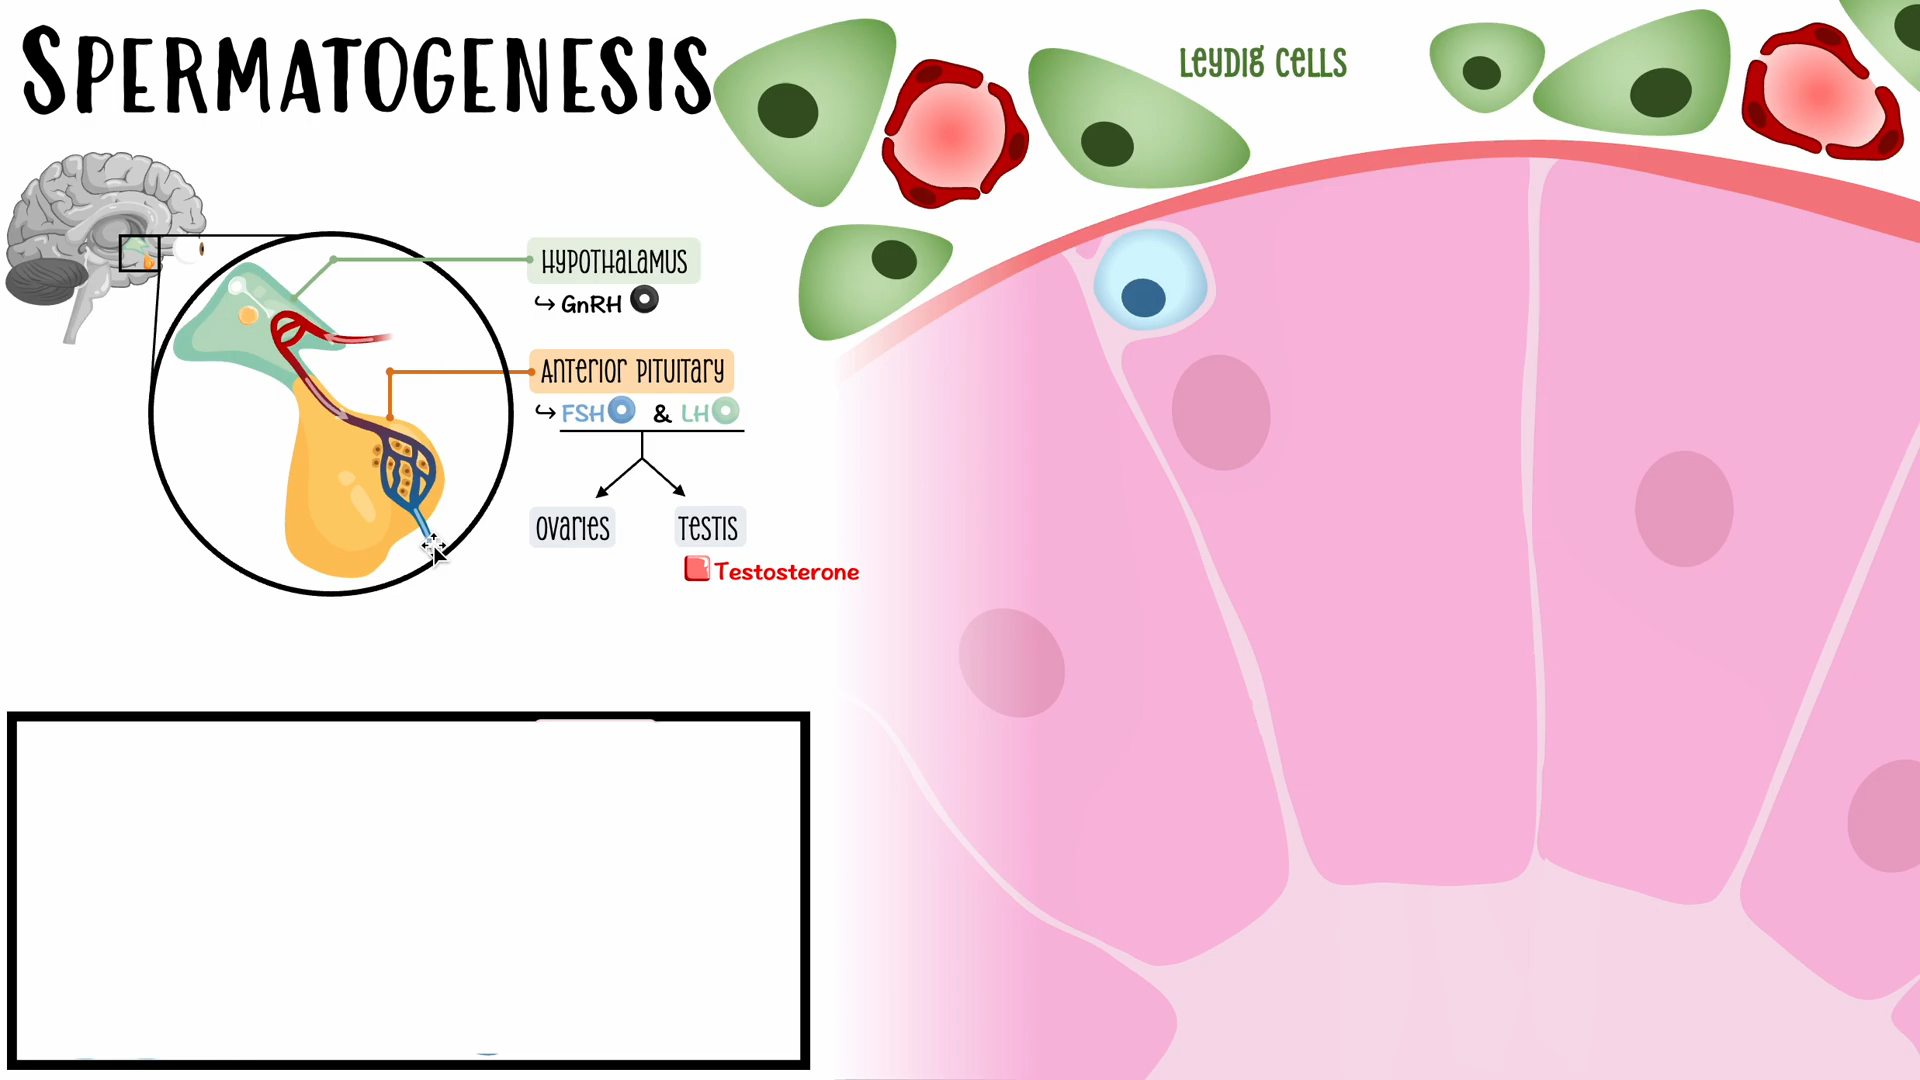 SPERMATOGENESIS
LEYDIG CELLS
HYPOTHALAMUS
↪ GnRH
ANTERIOR PITUITARY
↪ FSH & LH
OVARIES TESTIS
Testosterone